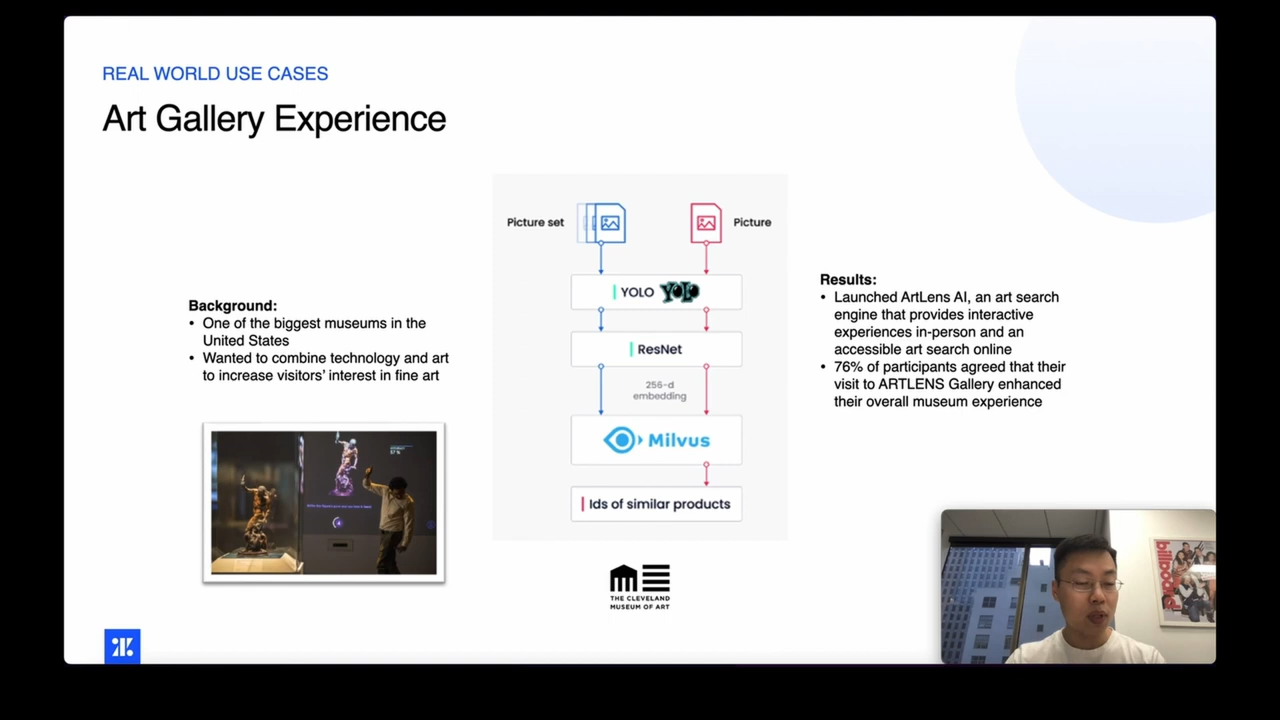 REAL WORLD USE CASES
Art Gallery Experience
Background:
• One of the biggest museums in the
United States
• Wanted to combine technology and art
to increase visitors' interest in fine art
Picture set
Picture
YOLO YOLO
ResNet
256-d
embedding
Milvus
Ids of similar products
THE CLEVELAND
MUSEUM OF ART
Results:
• Launched ArtLens AI, an art search
engine that provides interactive
experiences in-person and an
accessible art search online
• 76% of participants agreed that their
visit to ARTLENS Gallery enhanced
their overall museum experience
billboard